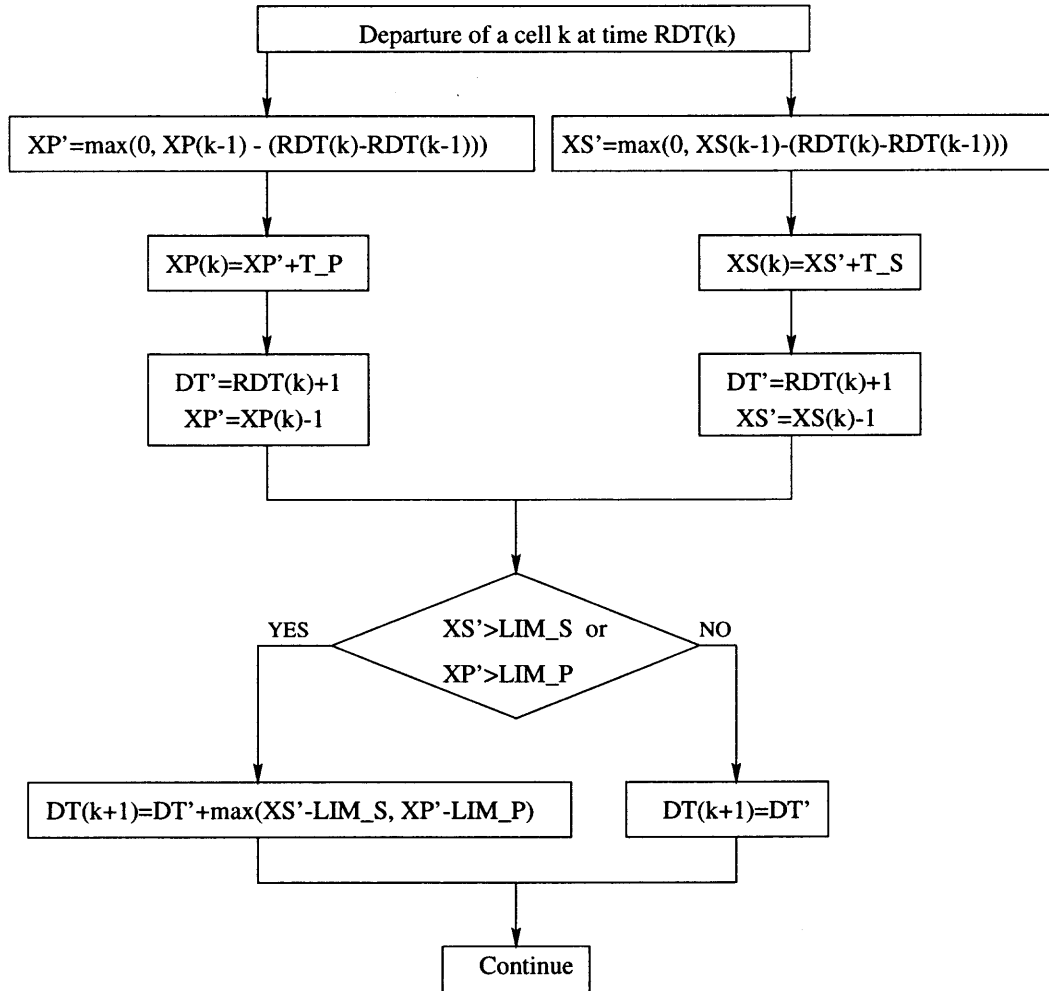 Departure of a cell k at time RDT(k)
XP’=max(0, XP(k-1) - (RDT(k)-RDT(k-1)))
XS’=max(0, XS(k-1)-(RDT(k)-RDT(k-1)))
XP(k)=XP’+T_P
XS(k)=XS’+T_S
DT’=RDT(k)+1
XP’=XP(k)-1
DT’=RDT(k)+1
XS’=XS(k)-1
YES
XS’>LIM_S or
XP’>LIM_P
NO
DT(k+1)=DT’+max(XS’-LIM_S, XP’-LIM_P)
DT(k+1)=DT’
Continue